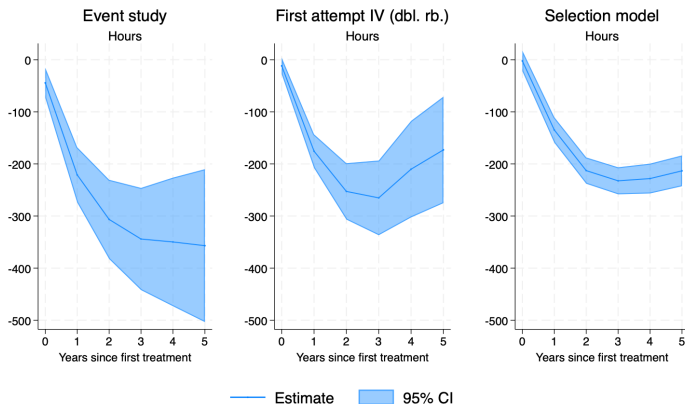 Event study
Hours
0
-100
-200
-300
-400
-500
0 1 2 3 4 5
Years since first treatment
First attempt IV (dbl. rb.)
Hours
0
-100
-200
-300
-400
-500
0 1 2 3 4 5
Years since first treatment
Selection model
Hours
0
-100
-200
-300
-400
-500
0 1 2 3 4 5
Years since first treatment
Estimate 95% CI